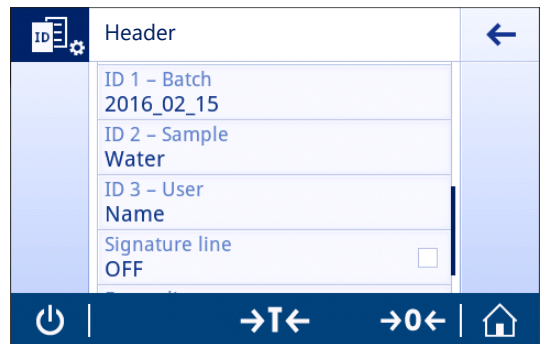 ID
Header
ID 1 – Batch
2016_02_15
ID 2 – Sample
Water
ID 3 – User
Name
Signature line
OFF
→T←
→0←